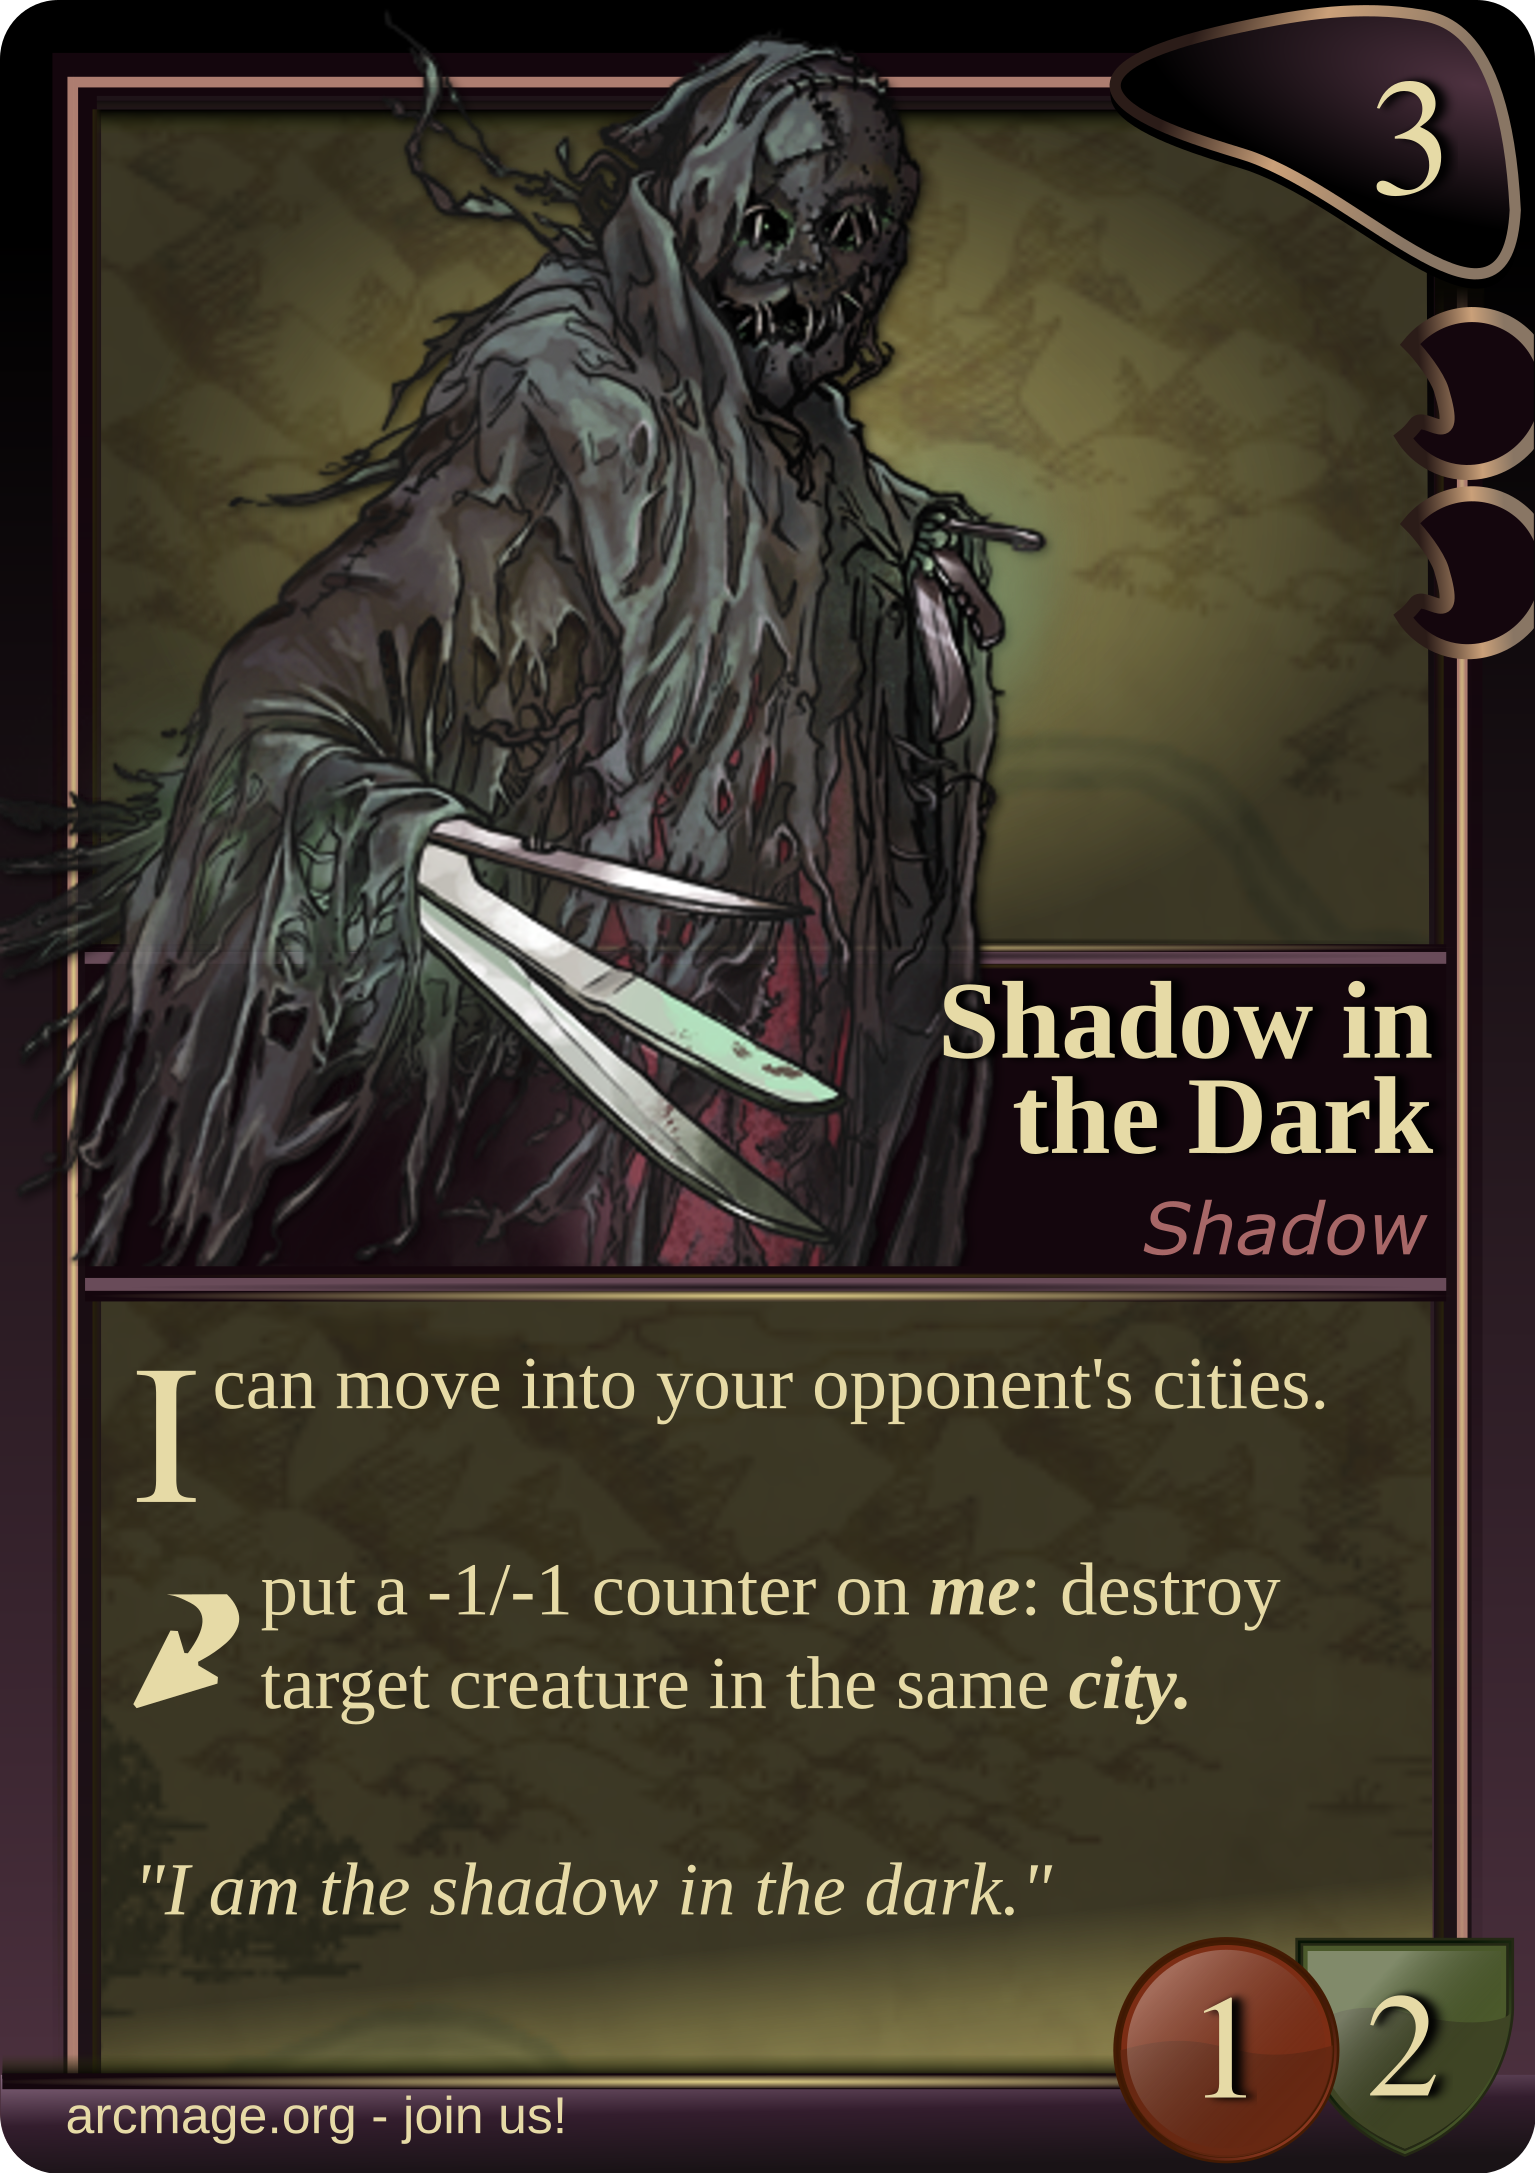 3
Shadow in
the Dark
Shadow
I can move into your opponent's cities.
put a -1/-1 counter on me: destroy
target creature in the same city.
"I am the shadow in the dark."
1 2
arcmage.org - join us!